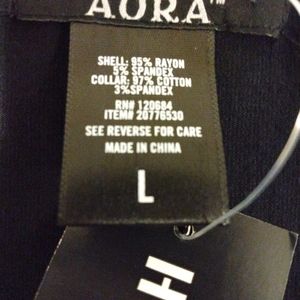 AORA™
SHELL: 95% RAYON
5% SPANDEX
COLLAR: 97% COTTON
3%SPANDEX
RN# 120684
ITEM# 20776530
SEE REVERSE FOR CARE
MADE IN CHINA
L
H